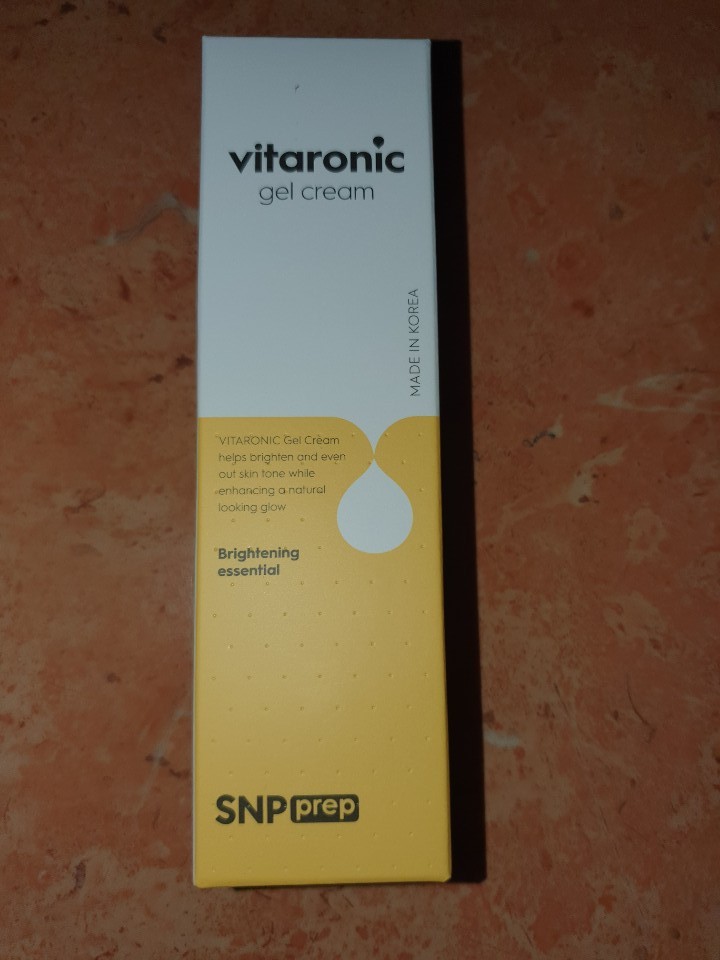 vitaronic
gel cream
MADE IN KOREA
VITARONIC Gel Cream
helps brighten and even
out skin tone while
enhancing a natural
looking glow
Brightening
essential
SNP prep